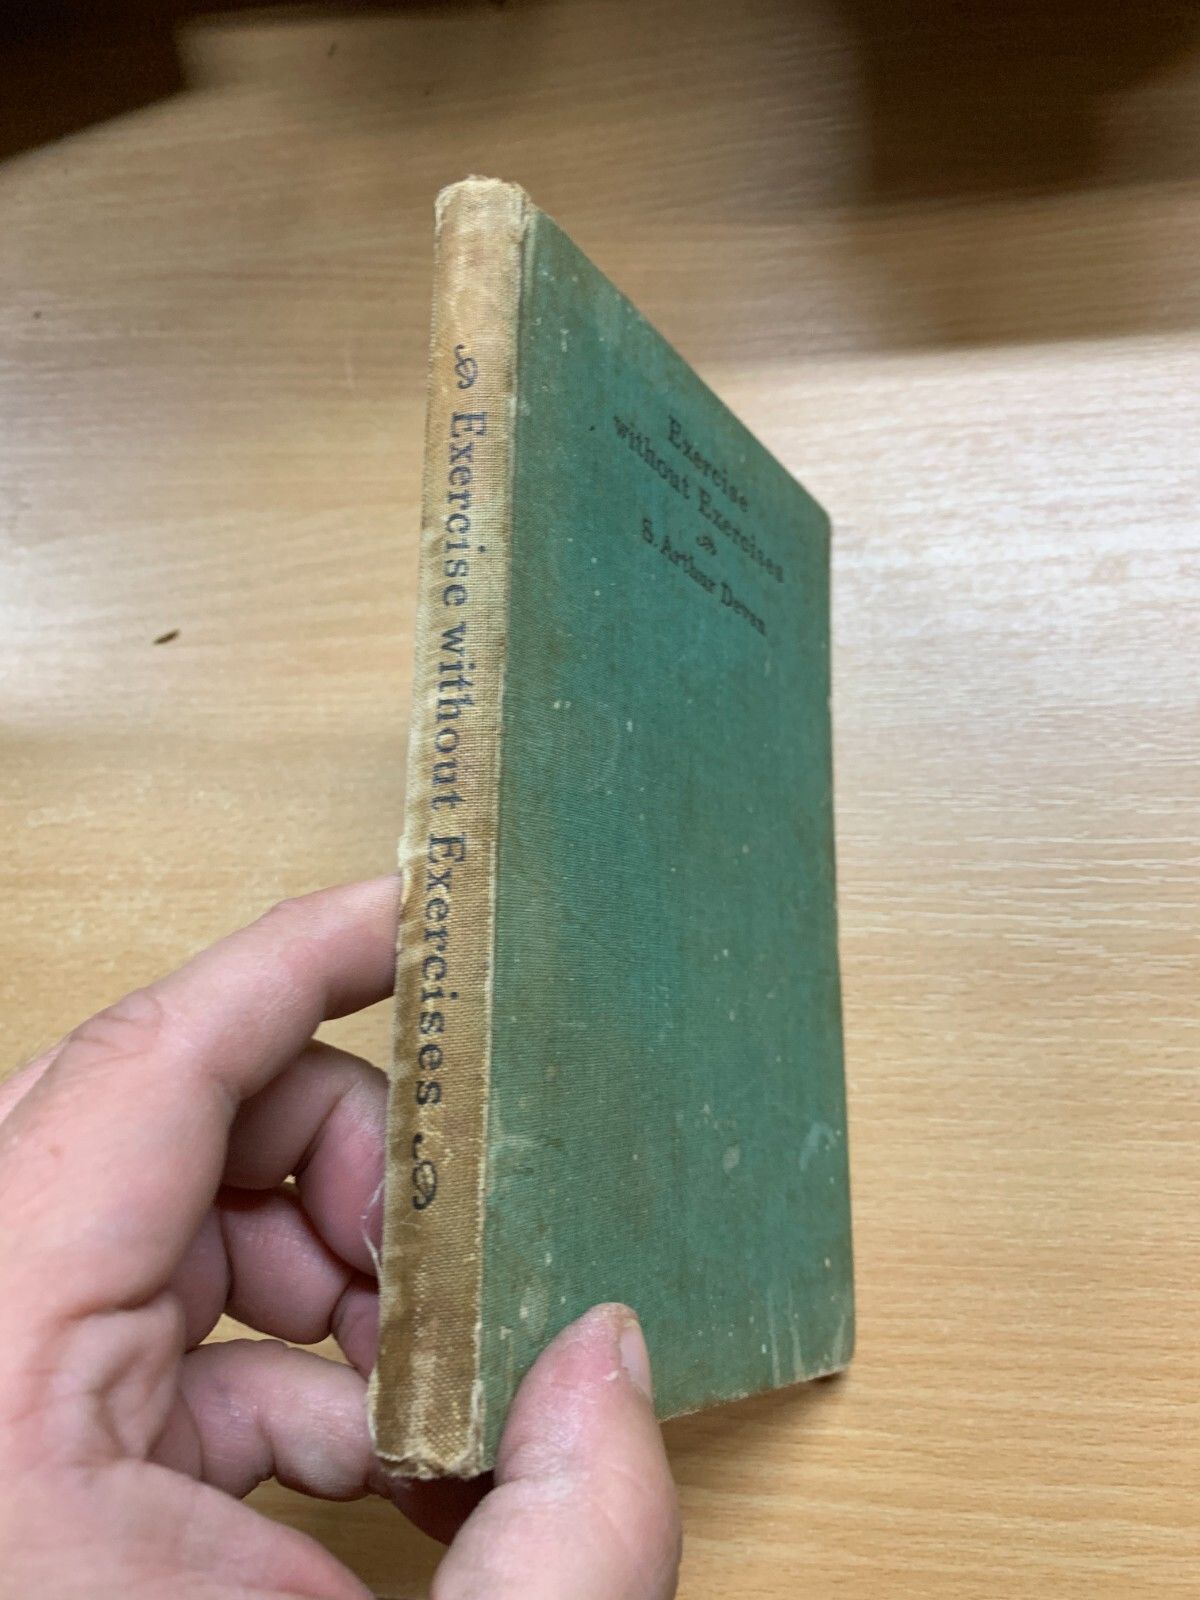 Exercise without Exercises
Exercise
without Exercises
S. Arthur Devan